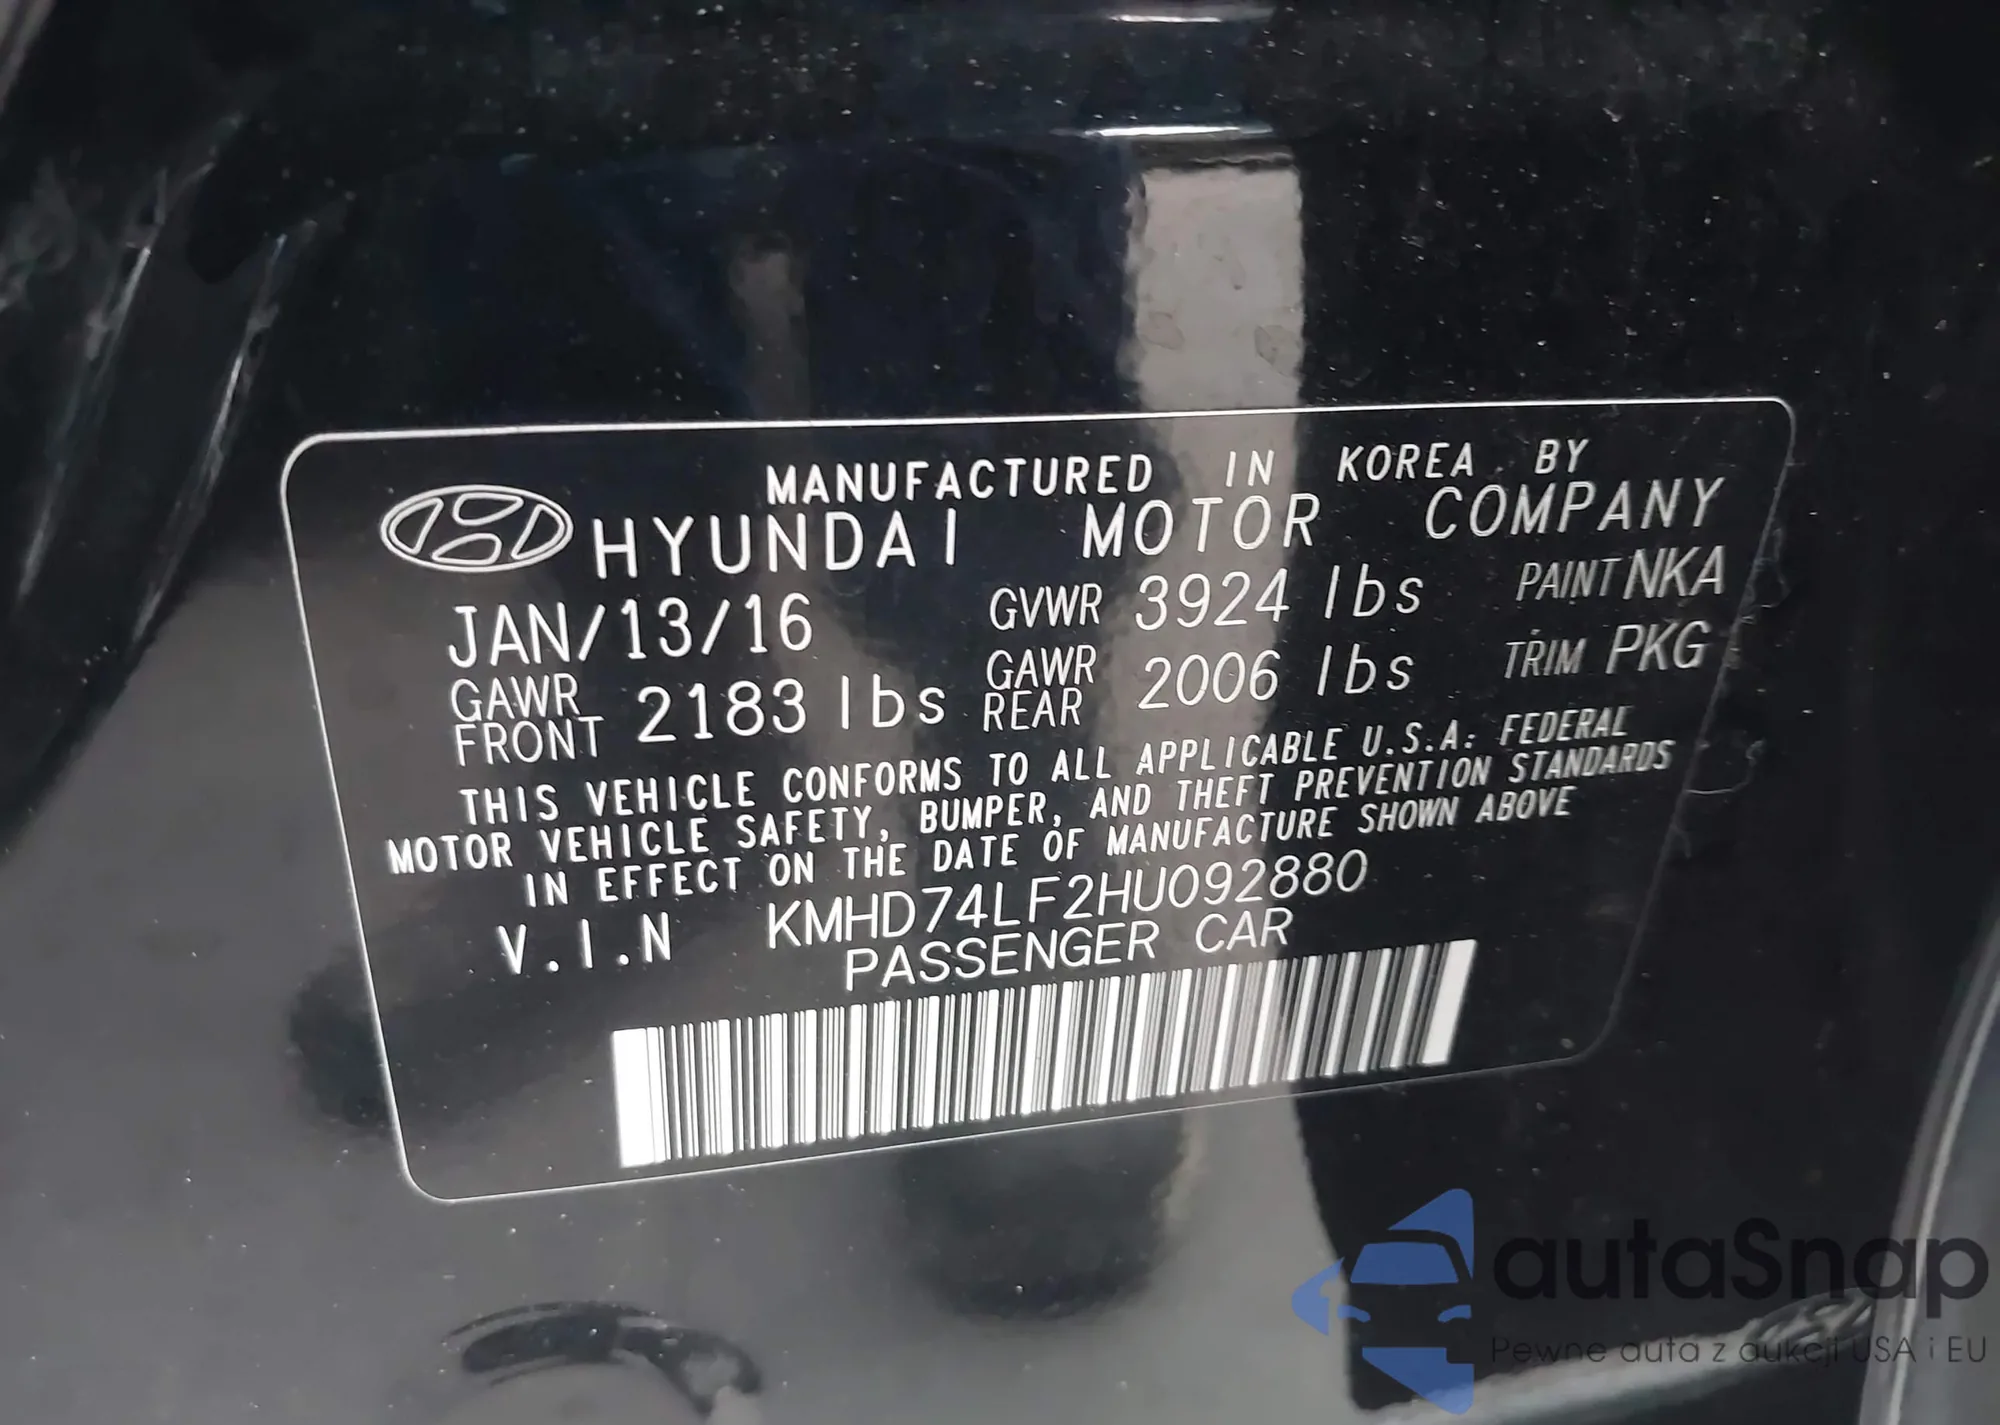 MANUFACTURED IN KOREA BY
HYUNDAI MOTOR COMPANY
JAN/13/16 GVWR 3924 lbs PAINT NKA
GAWR FRONT 2183 lbs GAWR REAR 2006 lbs TRIM PKG
THIS VEHICLE CONFORMS TO ALL APPLICABLE U.S.A. FEDERAL
MOTOR VEHICLE SAFETY, BUMPER, AND THEFT PREVENTION STANDARDS
IN EFFECT ON THE DATE OF MANUFACTURE SHOWN ABOVE
V.I.N KMHD74LF2HU092880
PASSENGER CAR
autaSnap
Pewne auta z aukcji USA i EU